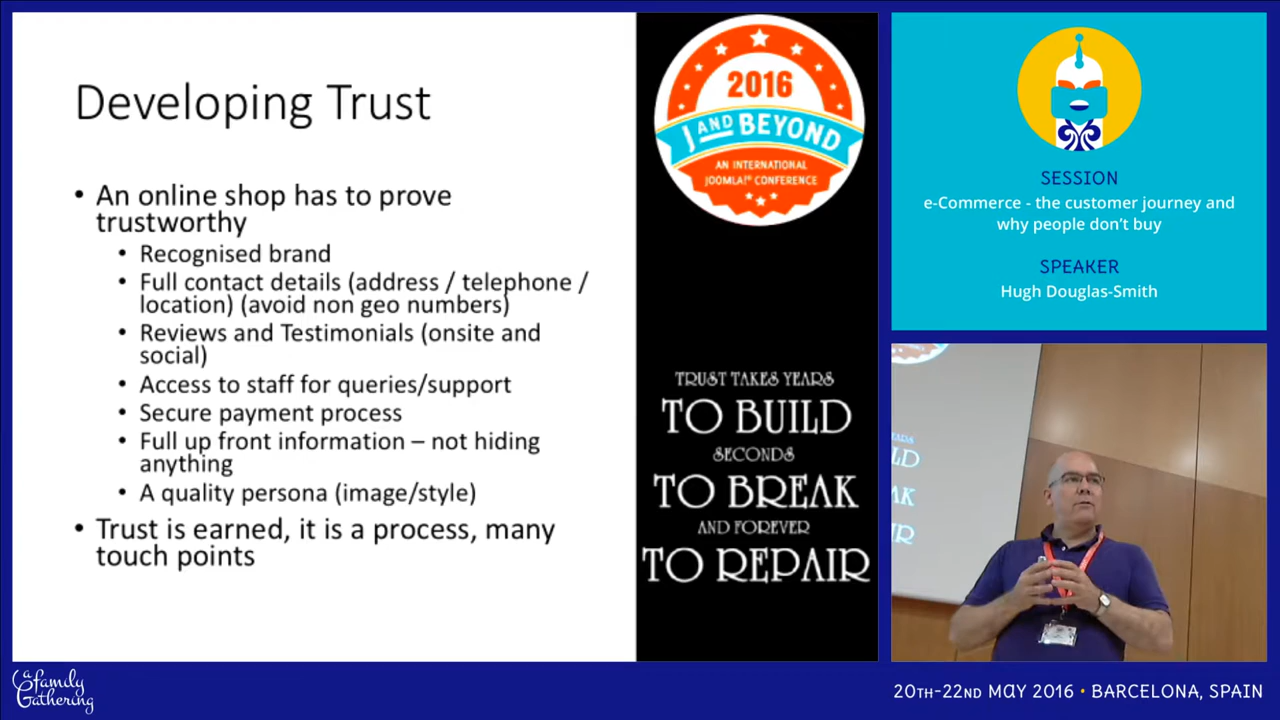 Developing Trust
• An online shop has to prove
trustworthy
• Recognised brand
• Full contact details (address / telephone /
location) (avoid non geo numbers)
• Reviews and Testimonials (onsite and
social)
• Access to staff for queries/support
• Secure payment process
• Full up front information – not hiding
anything
• A quality persona (image/style)
• Trust is earned, it is a process, many
touch points
2016
J AND BEYOND
AN INTERNATIONAL
JOOMLA!® CONFERENCE
TRUST TAKES YEARS
TO BUILD
SECONDS
TO BREAK
AND FOREVER
TO REPAIR
SESSION
e-Commerce - the customer journey and
why people don't buy
SPEAKER
Hugh Douglas-Smith
LD
AK
IR
a family
Gathering
20TH-22ND MAY 2016 • BARCELONA, SPAIN